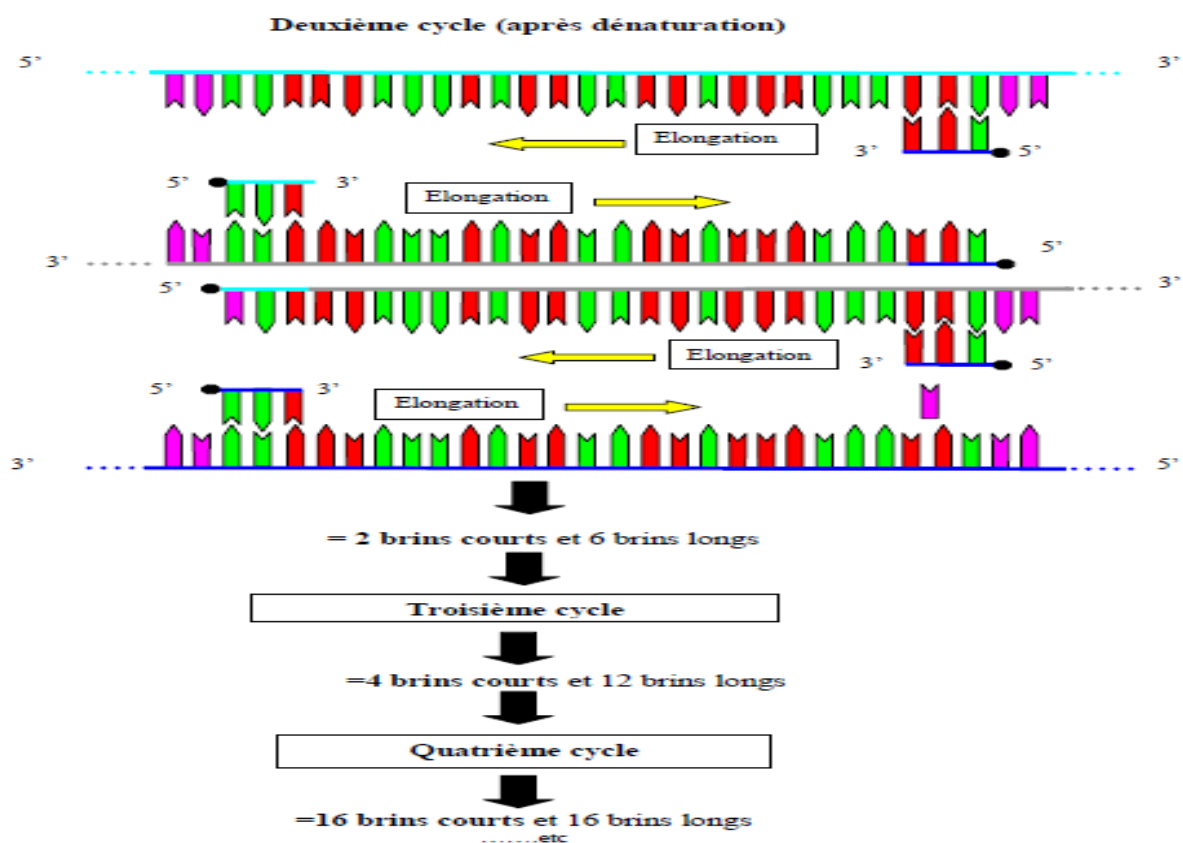 Deuxième cycle (après dénaturation)
5' 3'
Elongation
3' 5'
5' 3'
Elongation
5'
3'
5' 3'
Elongation
3' 5'
5' 3'
Elongation
3' 5'
= 2 brins courts et 6 brins longs
Troisième cycle
=4 brins courts et 12 brins longs
Quatrième cycle
=16 brins courts et 16 brins longs
........etc